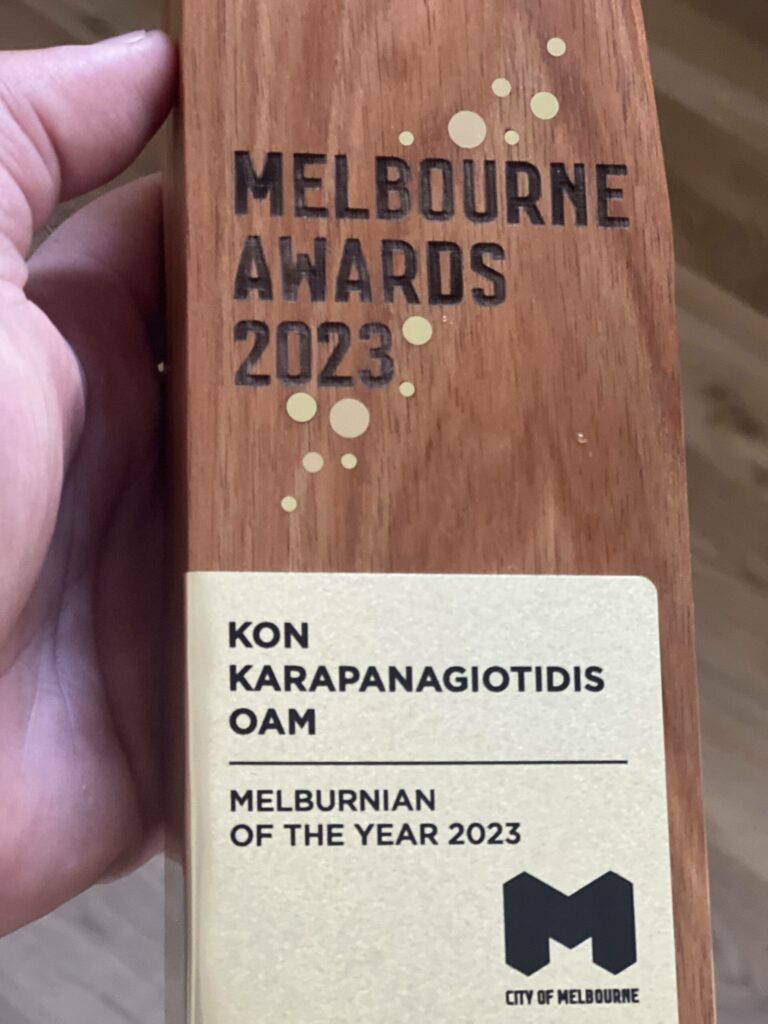 MELBOURNE
AWARDS
2023
KON
KARAPANAGIOTIDIS
OAM
MELBURNIAN
OF THE YEAR 2023
CITY OF MELBOURNE